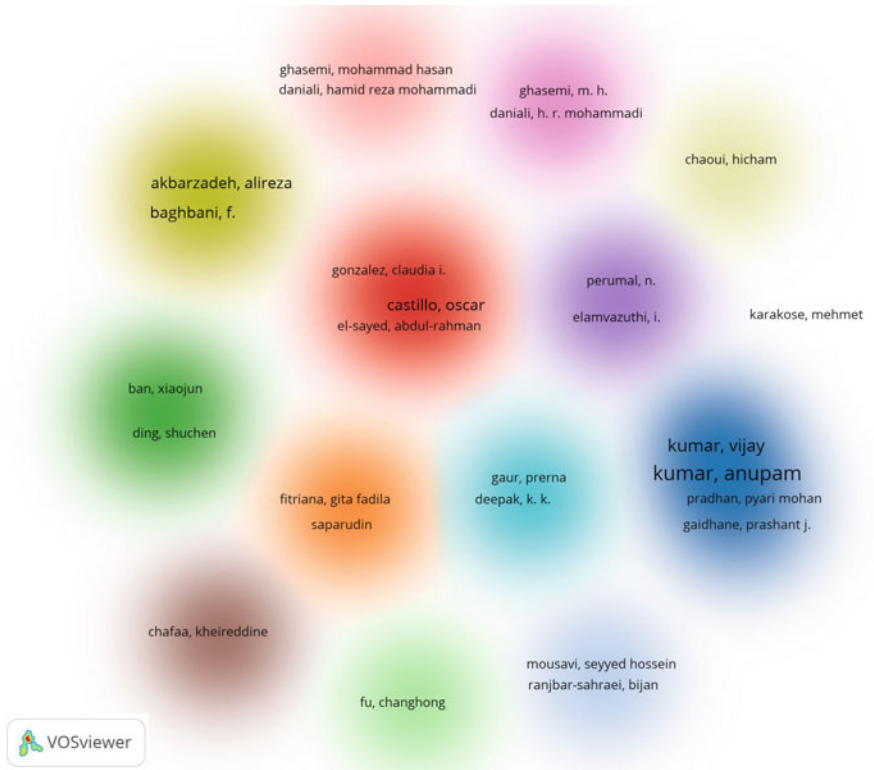 ghasemi, mohammad hasan
daniali, hamid reza mohammadi
ghasemi, m. h.
daniali, h. r. mohammadi
chaoui, hicham
akbarzadeh, alireza
baghbani, f.
gonzalez, claudia i.
castillo, oscar
el-sayed, abdul-rahman
perumal, n.
elamvazuthi, i.
karakose, mehmet
ban, xiaojun
ding, shuchen
kumar, vijay
kumar, anupam
pradhan, pyari mohan
gaidhane, prashant j.
fitriana, gita fadila
saparudin
gaur, prerna
deepak, k. k.
chafaa, kheireddine
fu, changhong
mousavi, seyyed hossein
ranjbar-sahraei, bijan
VOSviewer